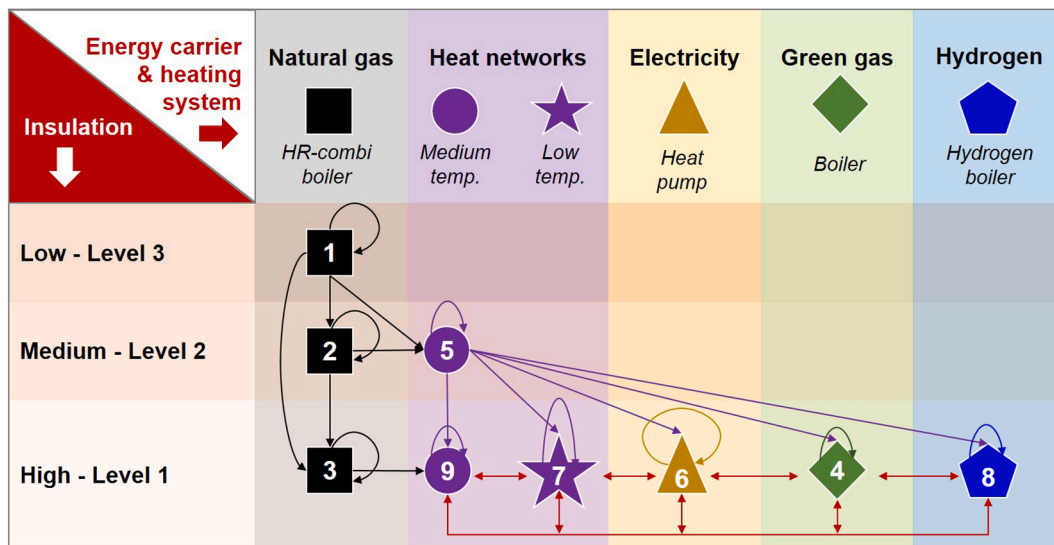 Energy carrier
& heating
system
Insulation
Natural gas
Heat networks
Electricity
Green gas
Hydrogen
HR-combi
boiler
Medium
temp.
Low
temp.
Heat
pump
Boiler
Hydrogen
boiler
Low - Level 3
1
Medium - Level 2
2
5
High - Level 1
3
9
7
6
4
8